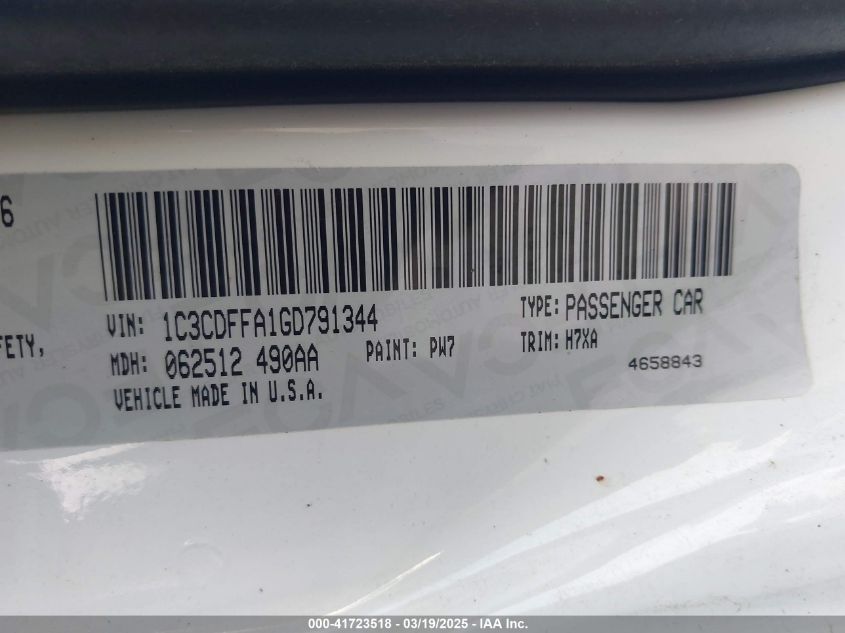 6
VIN: 1C3CDFFA1GD791344 TYPE: PASSENGER CAR
FETY,
MDH: 062512 490AA PAINT: PW7 TRIM: H7XA
4658843
VEHICLE MADE IN U.S.A.
000-41723518 - 03/19/2025 - IAA Inc.